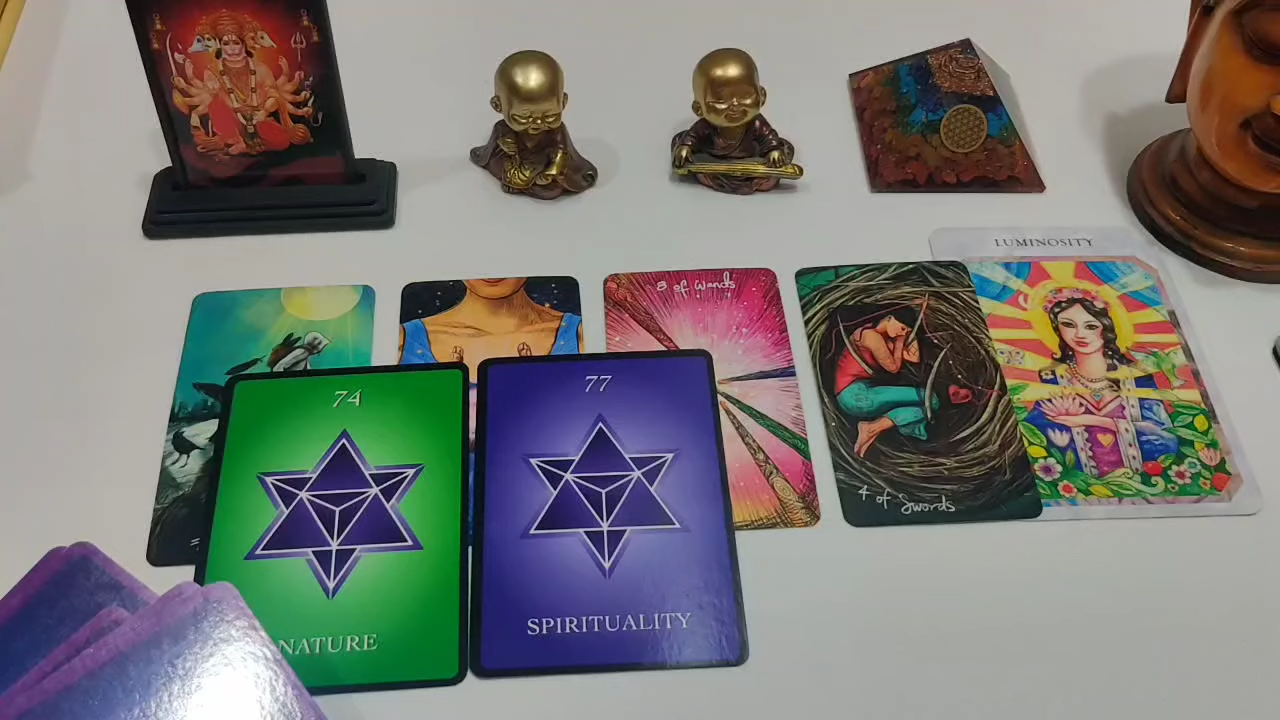 LUMINOSITY
8 of Wands
74
77
4 of Swords
SPIRITUALITY
NATURE